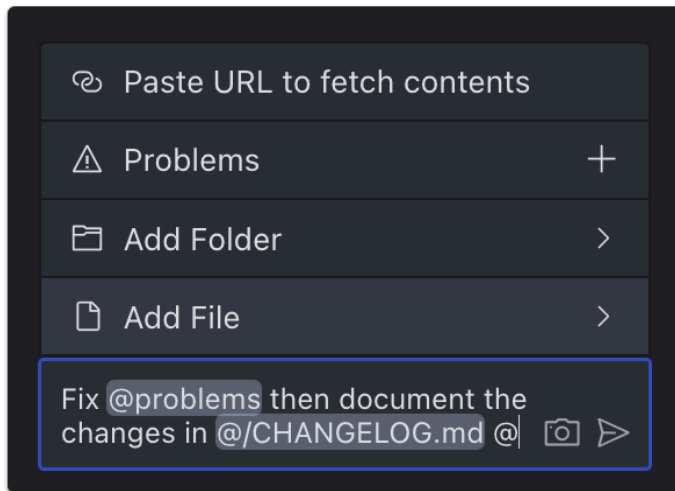 Paste URL to fetch contents
Problems
Add Folder
Add File
Fix @problems then document the
changes in @/CHANGELOG.md @